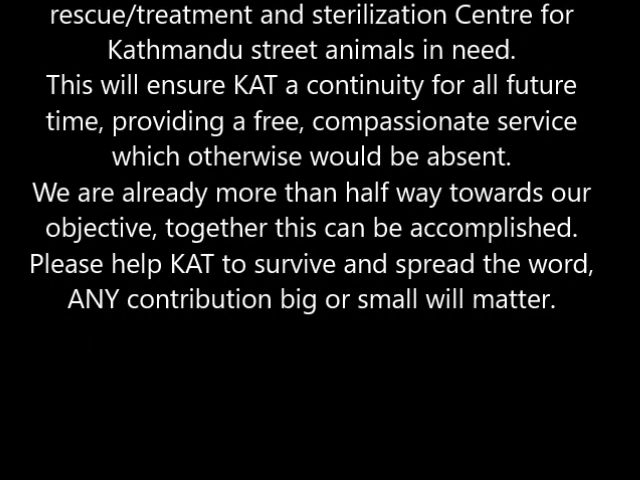 rescue/treatment and sterilization Centre for
Kathmandu street animals in need.
This will ensure KAT a continuity for all future
time, providing a free, compassionate service
which otherwise would be absent.
We are already more than half way towards our
objective, together this can be accomplished.
Please help KAT to survive and spread the word,
ANY contribution big or small will matter.